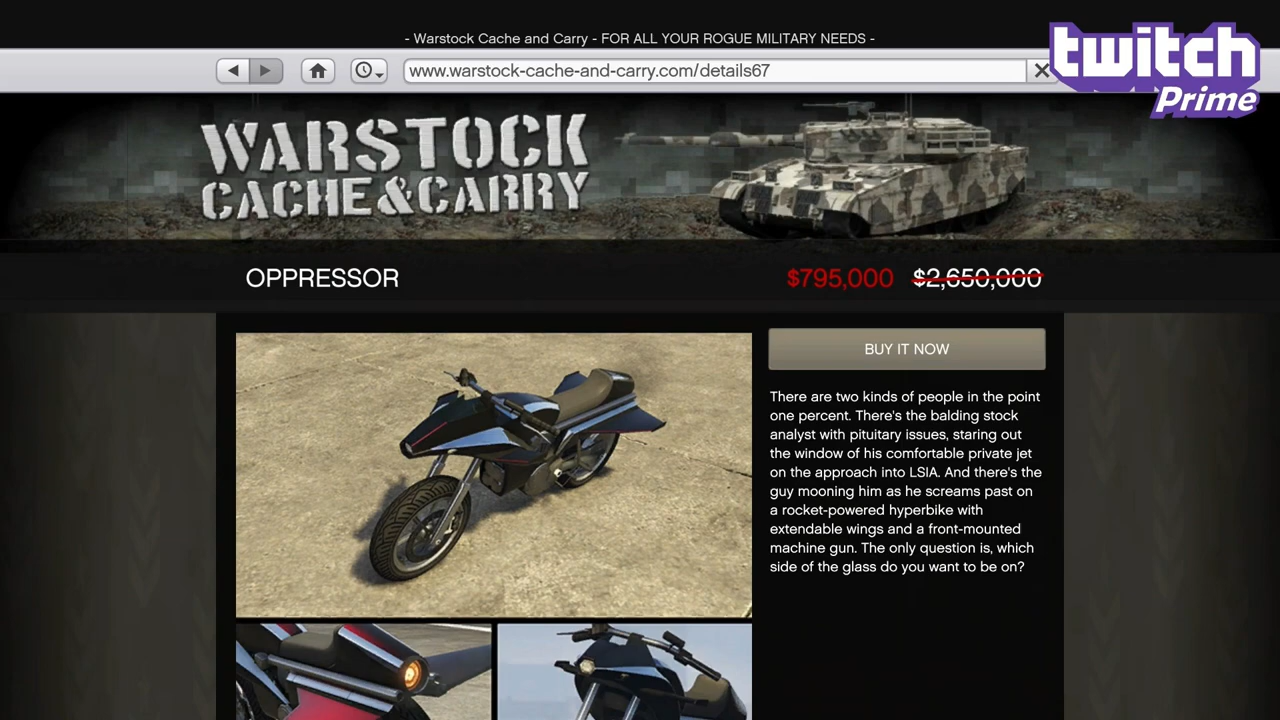 - Warstock Cache and Carry - FOR ALL YOUR ROGUE MILITARY NEEDS -
twitch
Prime
www.warstock-cache-and-carry.com/details67
WARSTOCK
CACHE&CARRY
OPPRESSOR
$795,000 $2,650,000
BUY IT NOW
There are two kinds of people in the point
one percent. There's the balding stock
analyst with pituitary issues, staring out
the window of his comfortable private jet
on the approach into LSIA. And there's the
guy mooning him as he screams past on
a rocket-powered hyperbike with
extendable wings and a front-mounted
machine gun. The only question is, which
side of the glass do you want to be on?